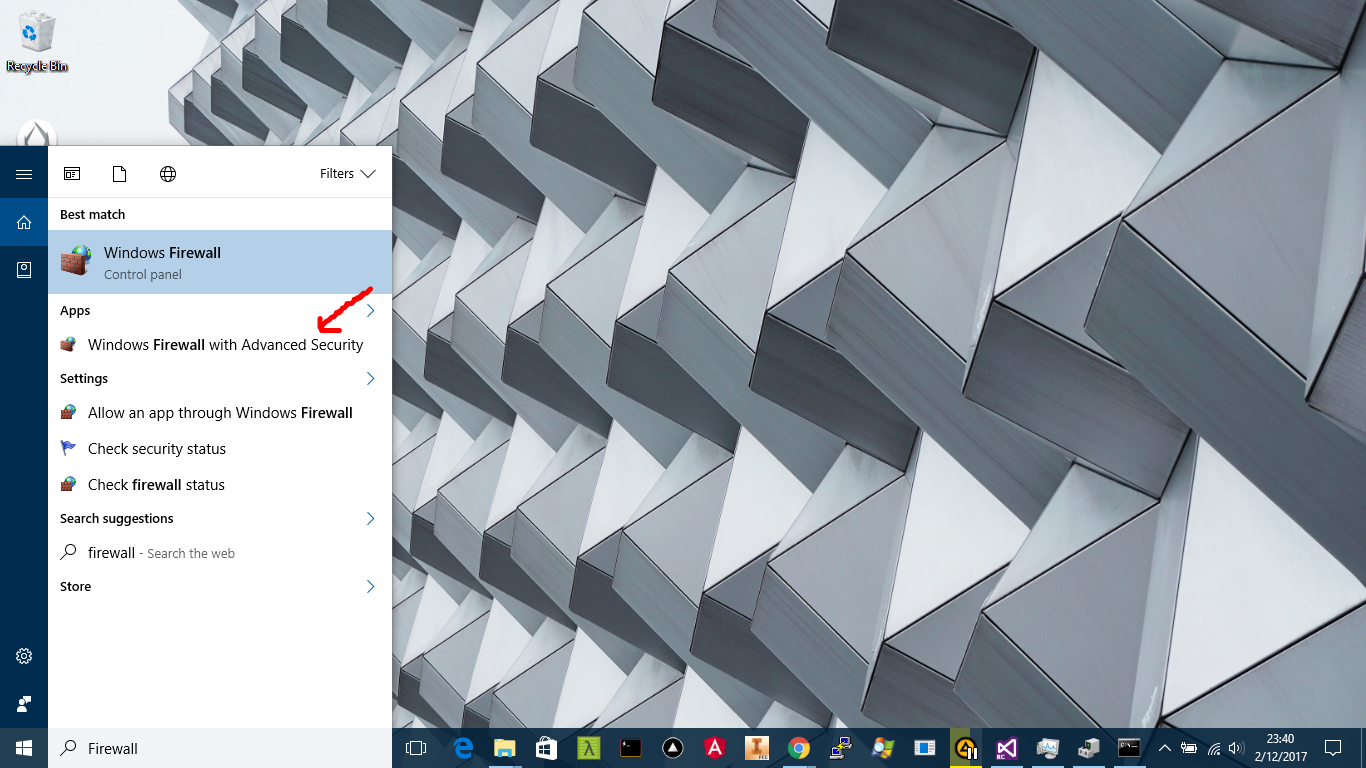 Recycle Bin
Filters
Best match
Windows Firewall
Control panel
Apps
Windows Firewall with Advanced Security
Settings
Allow an app through Windows Firewall
Check security status
Check firewall status
Search suggestions
firewall - Search the web
Store
Firewall
23:40
2/12/2017